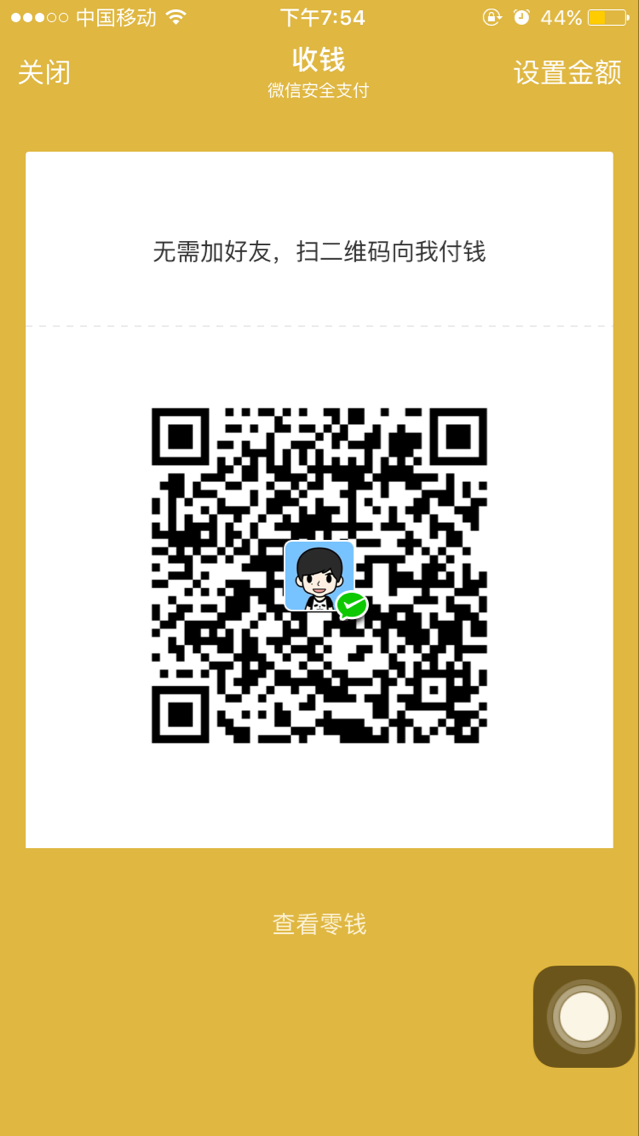 中国移动 下午7:54 44%
关闭 收钱 设置金额
微信安全支付
无需加好友，扫二维码向我付钱
查看零钱